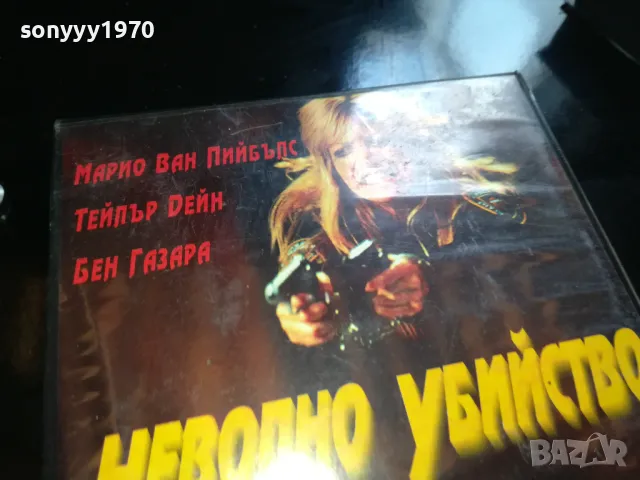 sonyyy1970
Марио Ван Пийбълс
Тейлър Дейн
Бен Газара
НЕВОЛНО УБИЙСТВО
BAZAR